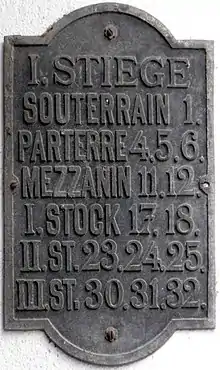 I. STIEGE
SOUTERRAIN 1.
PARTERRE 4.5.6.
MEZZANIN 11.12.
I. STOCK 17. 18.
II. ST. 23.24.25.
III. ST. 30.31.32.